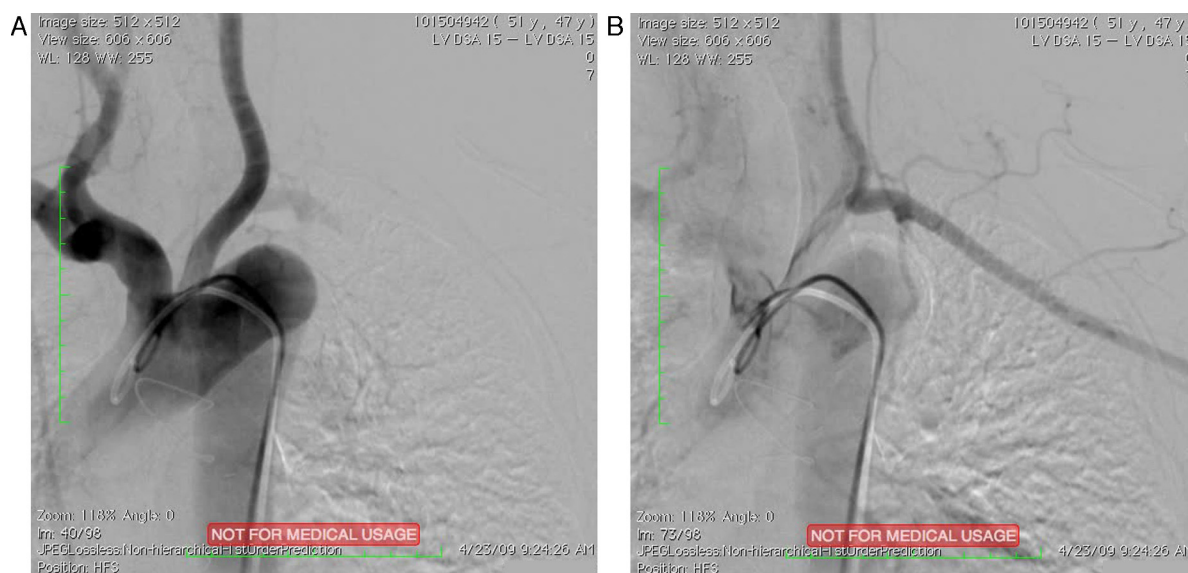 A
Image size: 512 x 512
View size: 606 x 606
WL: 128 WW: 255
101504942 ( 51 y , 47 y )
LV DSA 15 — LV DSA 15
0
7
Zoom: 118% Angle: 0
Im: 40/98
JPEGLossless:Non-hierarchical-1stOrderPrediction
Position: HFS
NOT FOR MEDICAL USAGE
4/23/09 9:24:26 AM
B
Image size: 512 x 512
View size: 606 x 606
WL: 128 WW: 255
101504942 ( 51 y , 47 y
LV DSA 15 — LV DSA 15
Zoom: 118% Angle: 0
Im: 73/98
JPEGLossless:Non-hierarchical-1stOrderPrediction
Position: HFS
NOT FOR MEDICAL USAGE
4/23/09 9:24:26 AM